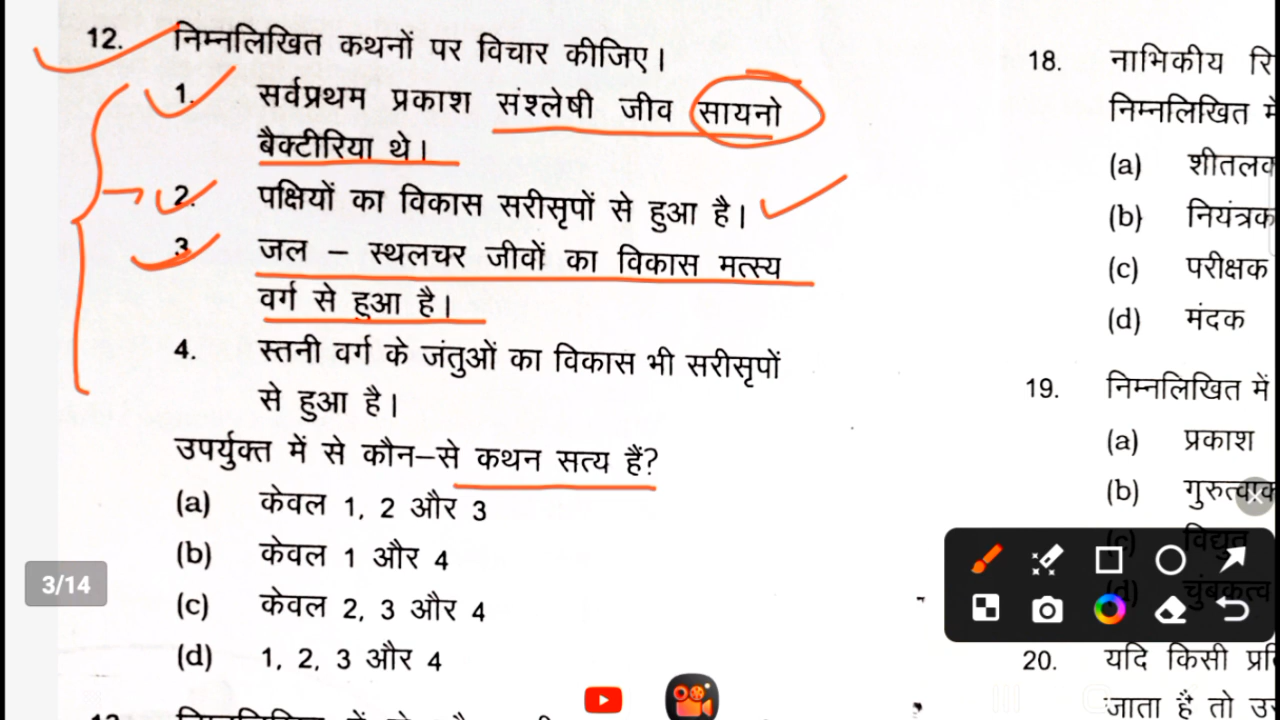 12. निम्नलिखित कथनों पर विचार कीजिए।
1. सर्वप्रथम प्रकाश संश्लेषी जीव सायनो
बैक्टीरिया थे।
2. पक्षियों का विकास सरीसृपों से हुआ है।
3. जल – स्थलचर जीवों का विकास मत्स्य
वर्ग से हुआ है।
4. स्तनी वर्ग के जंतुओं का विकास भी सरीसृपों
से हुआ है।
उपर्युक्त में से कौन–से कथन सत्य हैं?
(a) केवल 1, 2 और 3
(b) केवल 1 और 4
(c) केवल 2, 3 और 4
(d) 1, 2, 3 और 4
3/14
18. नाभिकीय
निम्नलिखित
(a)
(b)
(c) परीक्षक
(d) मंदक
19. निम्नलिखित में
(a) प्रकाश
(b)
(c) विद्युत
(d) चुंबकत्व
20. यदि किसी
जाता है तो